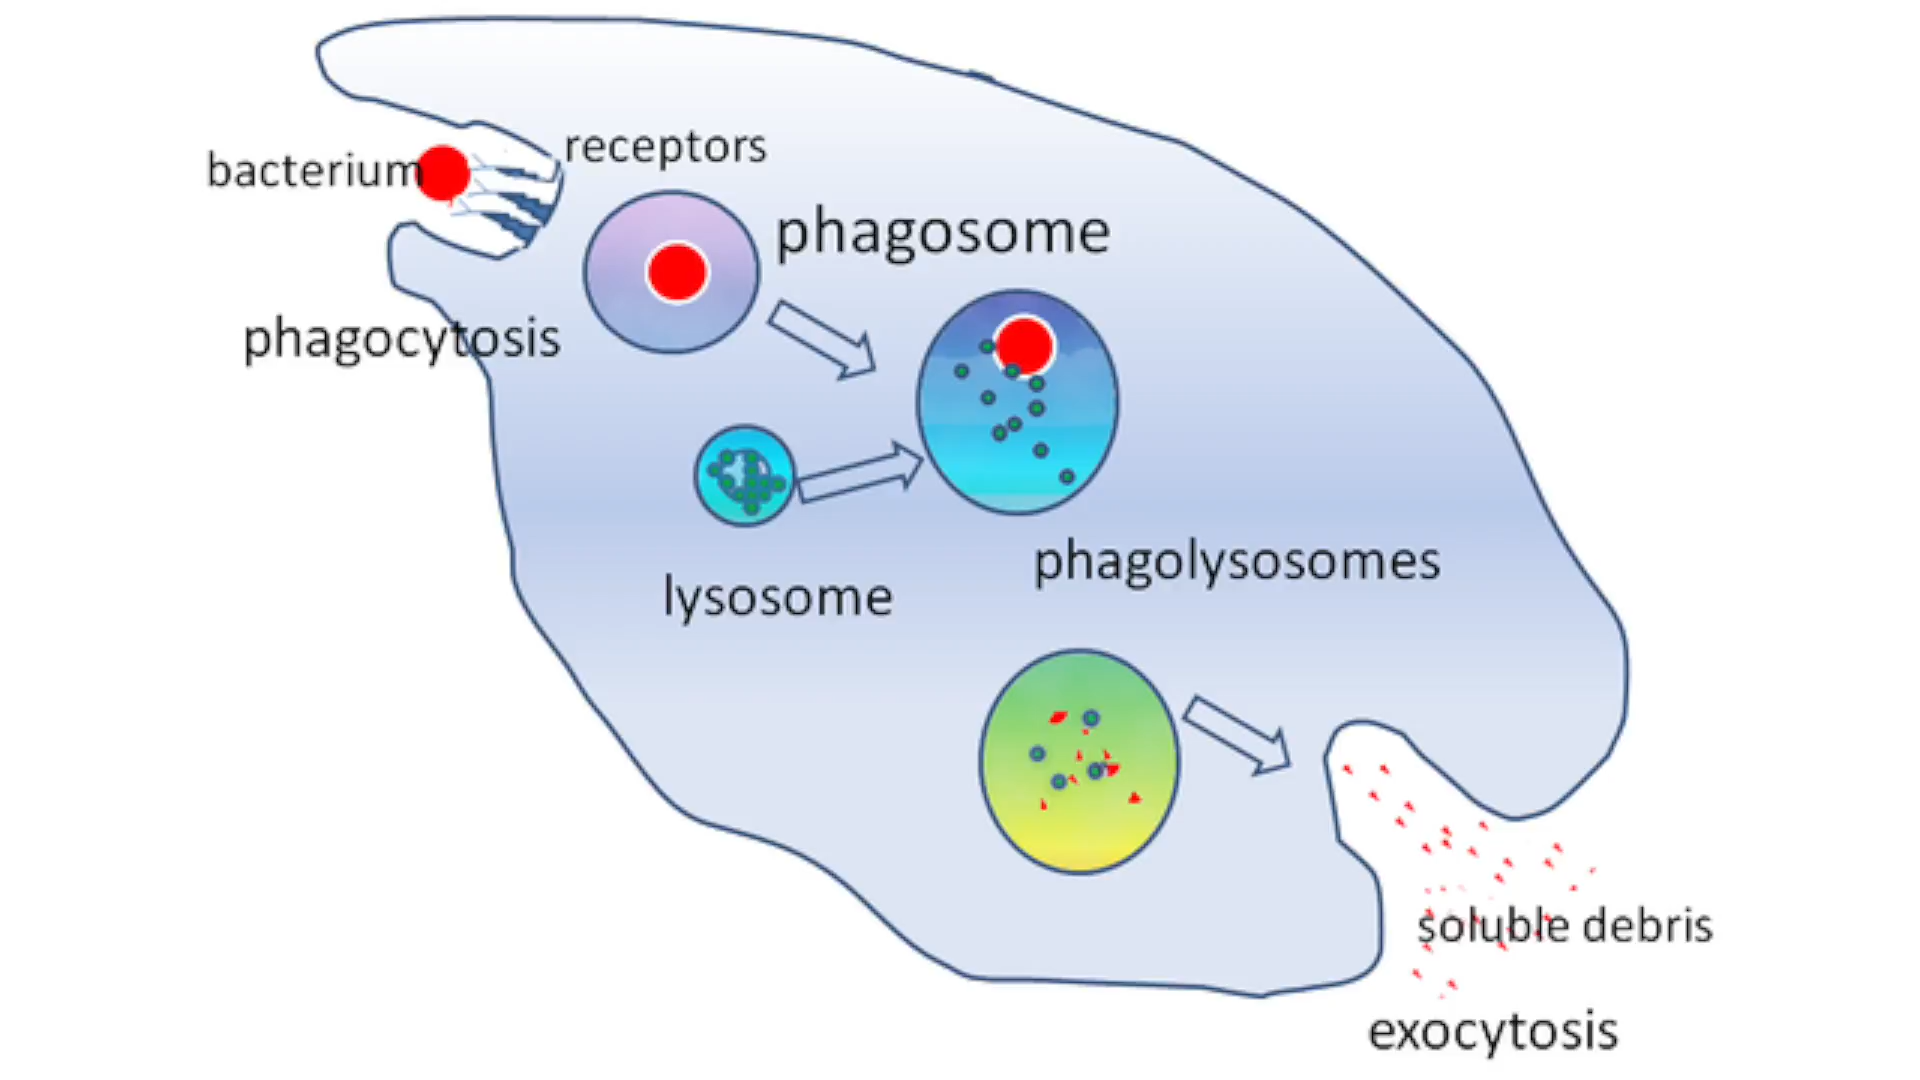 receptors
bacterium
phagosome
phagocytosis
phagolysosomes
lysosome
soluble debris
exocytosis